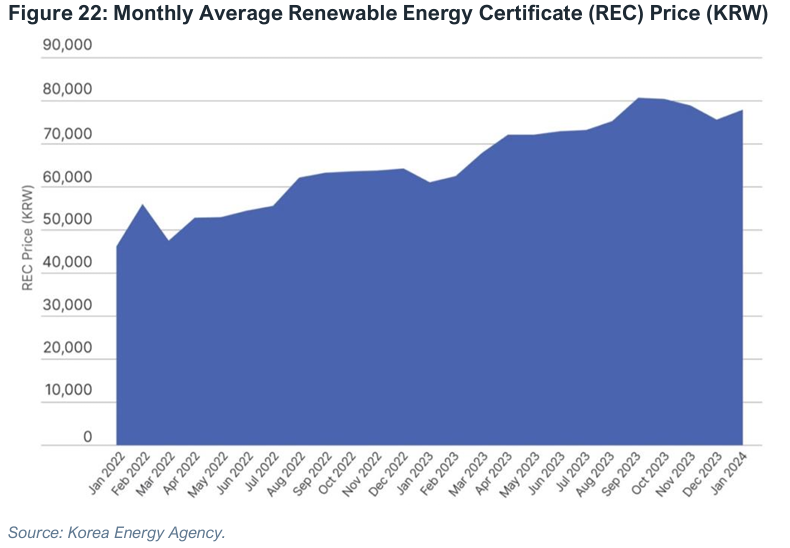 Figure 22: Monthly Average Renewable Energy Certificate (REC) Price (KRW)
90,000
80,000
70,000
60,000
50,000
40,000
30,000
20,000
10,000
0
REC Price (KRW)
Jan 2022
Feb 2022
Mar 2022
Apr 2022
May 2022
Jun 2022
Jul 2022
Aug 2022
Sep 2022
Oct 2022
Nov 2022
Dec 2022
Jan 2023
Feb 2023
Mar 2023
Apr 2023
May 2023
Jun 2023
Jul 2023
Aug 2023
Sep 2023
Oct 2023
Nov 2023
Dec 2023
Jan 2024
Source: Korea Energy Agency.